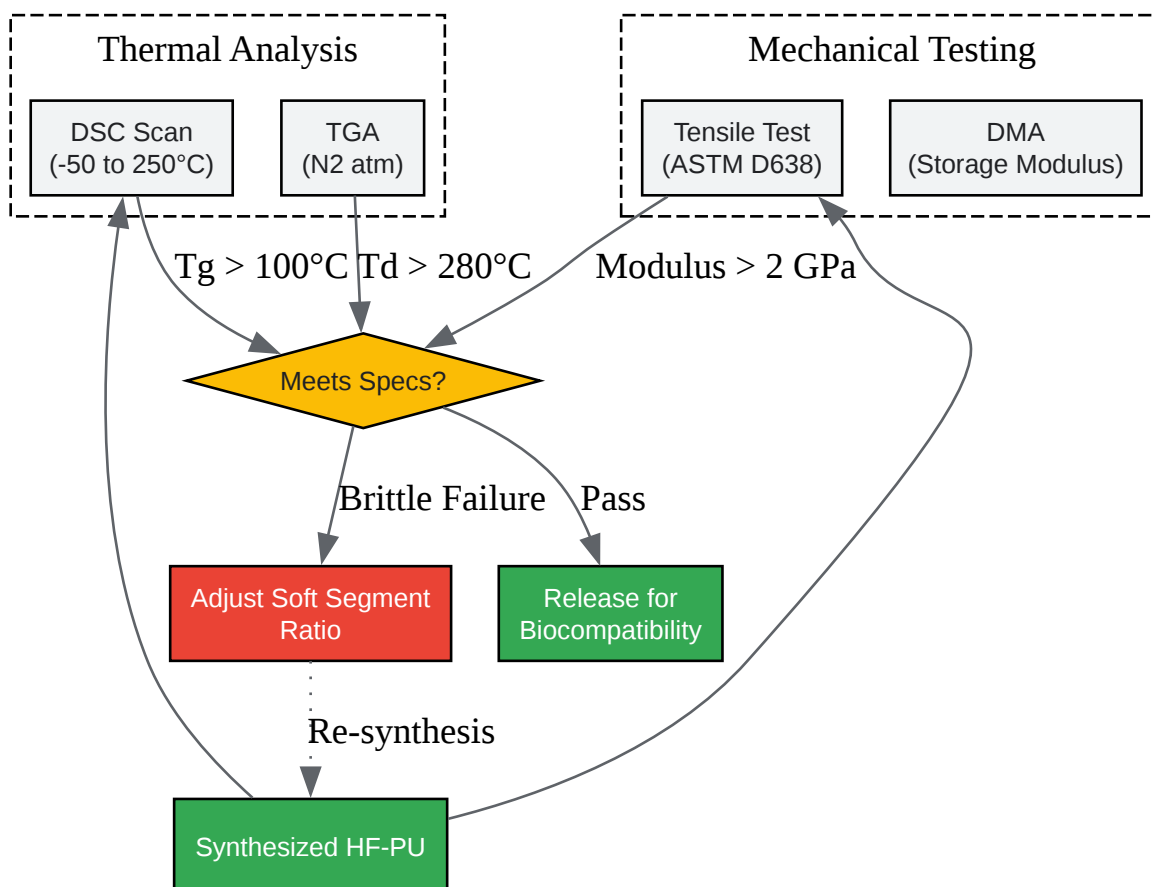 Thermal Analysis
Mechanical Testing
DSC Scan
(-50 to 250°C)
TGA
(N2 atm)
Tensile Test
(ASTM D638)
DMA
(Storage Modulus)
Tg > 100°C
Td > 280°C
Modulus > 2 GPa
Meets Specs?
Brittle Failure
Pass
Adjust Soft Segment
Ratio
Release for
Biocompatibility
Re-synthesis
Synthesized HF-PU